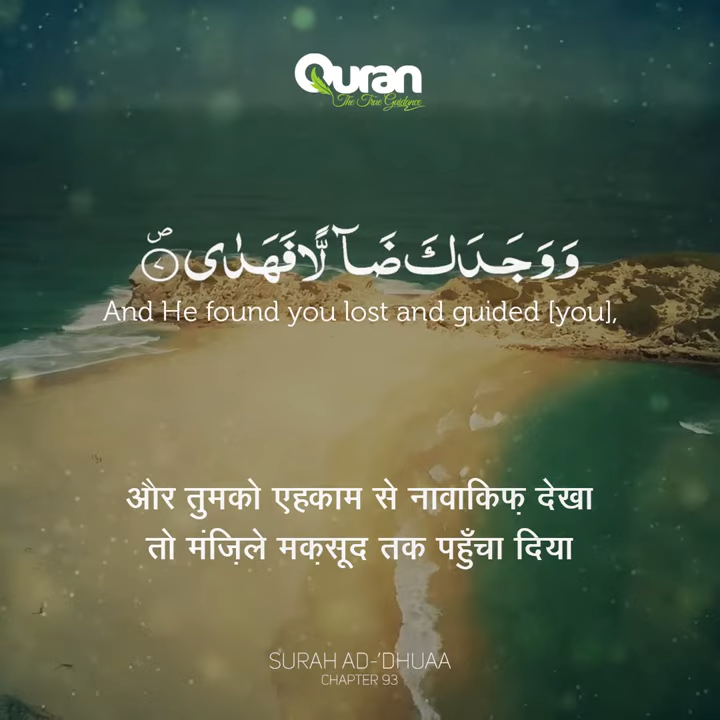 Quran
The True Guidance
وَوَجَدَكَ ضَآلًّا فَهَدٰى ۷ ص
And He found you lost and guided [you],
और तुमको एहकाम से नावाकिफ़ देखा
तो मंज़िले मक़सूद तक पहुँचा दिया
SURAH AD-'DHUAA
CHAPTER 93